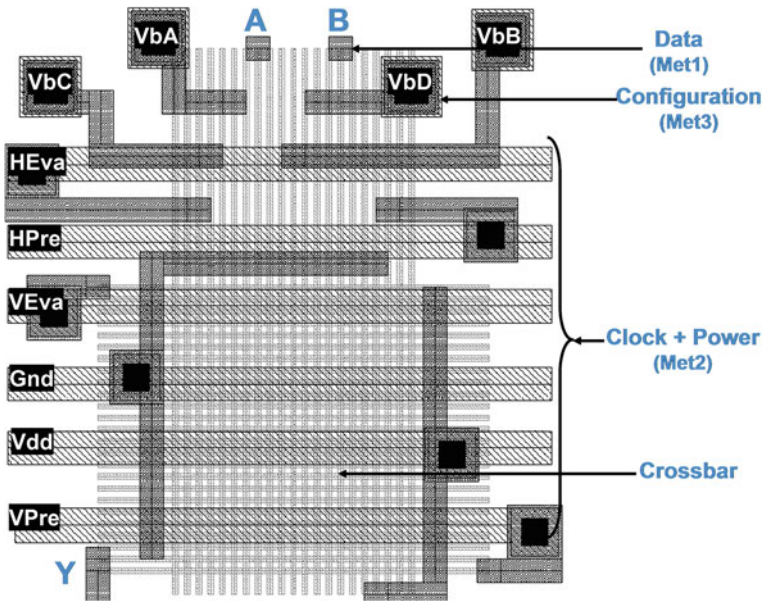 A
B
VbA
VbB
Data
(Met1)
VbC
VbD
Configuration
(Met3)
HEva
HPre
VEva
Clock + Power
(Met2)
Gnd
Vdd
Crossbar
VPre
Y